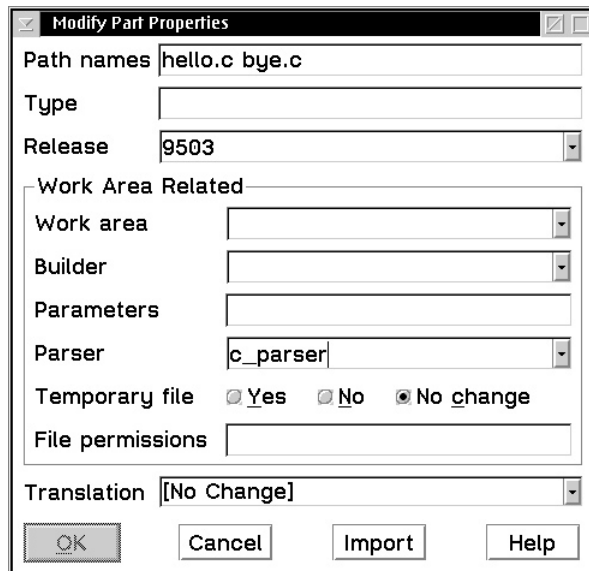 Modify Part Properties
Path names hello.c bye.c
Type
Release 9503
Work Area Related
Work area
Builder
Parameters
Parser c_parser
Temporary file Yes No No change
File permissions
Translation [No Change]
OK Cancel Import Help